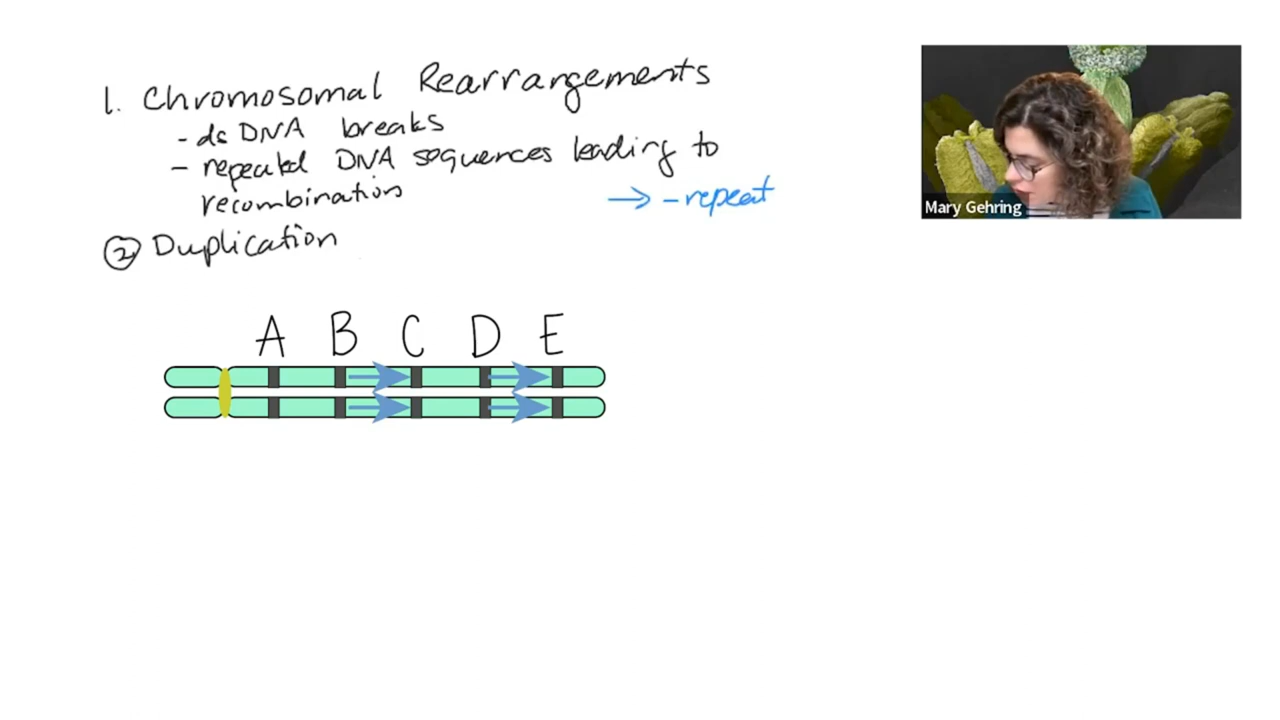 1. Chromosomal Rearrangements
- ds DNA breaks
- repeated DNA sequences leading to
recombination
→ - repeat
② Duplication
A B C D E
Mary Gehring